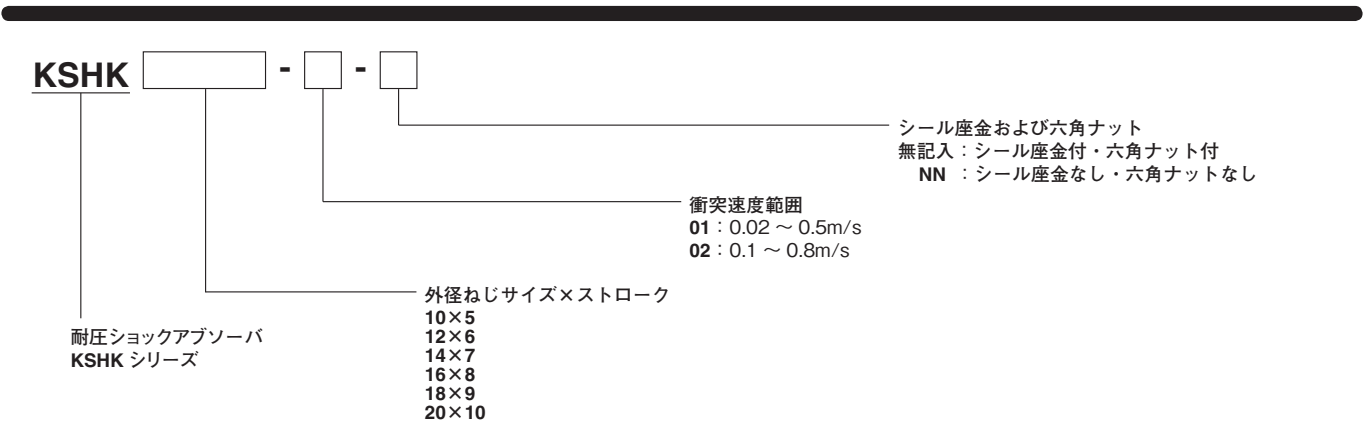 KSHK - -
シール座金および六角ナット
無記入：シール座金付・六角ナット付
NN ：シール座金なし・六角ナットなし
衝突速度範囲
01：0.02 ～ 0.5m/s
02：0.1 ～ 0.8m/s
外径ねじサイズ×ストローク
10×5
12×6
14×7
16×8
18×9
20×10
耐圧ショックアブソーバ
KSHK シリーズ